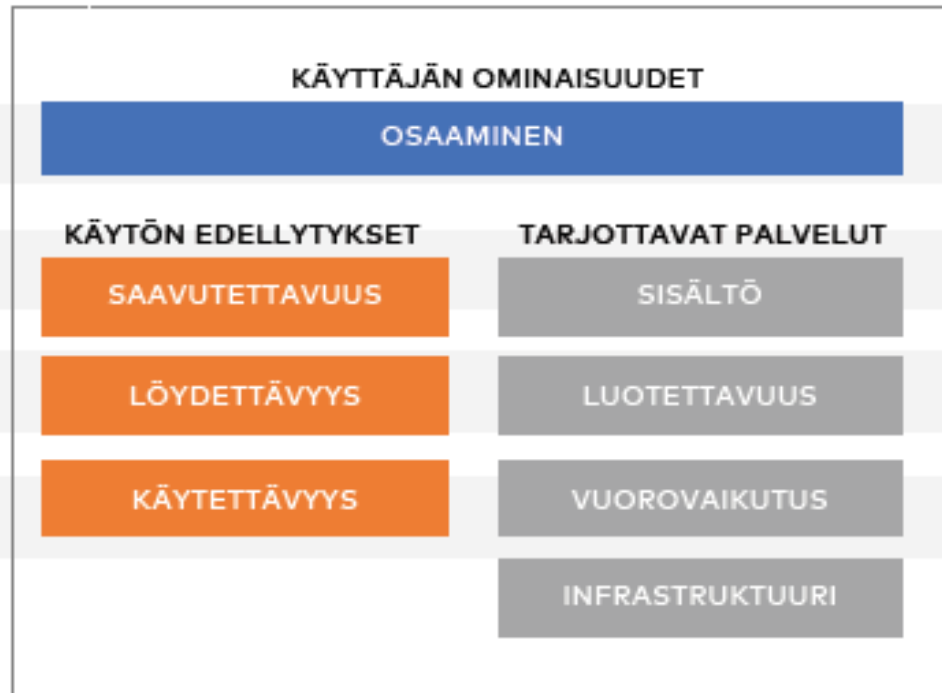 KÄYTTÄJÄN OMINAISUUDET
OSAAMINEN
KÄYTÖN EDELLYTYKSET
SAAVUTETTAVUUS
LÖYDETTÄVYYS
KÄYTETTÄVYYS
TARJOTTAVAT PALVELUT
SISÄLTÖ
LUOTETTAVUUS
VUOROVAIKUTUS
INFRASTRUKTUURI